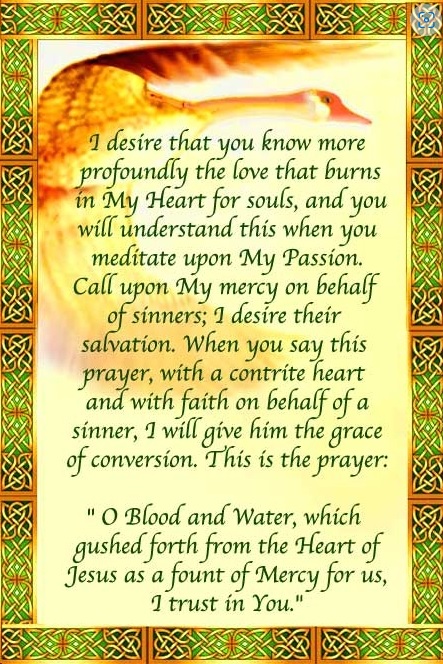 I desire that you know more
profoundly the love that burns
in My Heart for souls, and you
will understand this when you
meditate upon My Passion.
Call upon My mercy on behalf
of sinners; I desire their
salvation. When you say this
prayer, with a contrite heart
and with faith on behalf of a
sinner, I will give him the grace
of conversion. This is the prayer:
" O Blood and Water, which
gushed forth from the Heart of
Jesus as a fount of Mercy for us,
I trust in You."